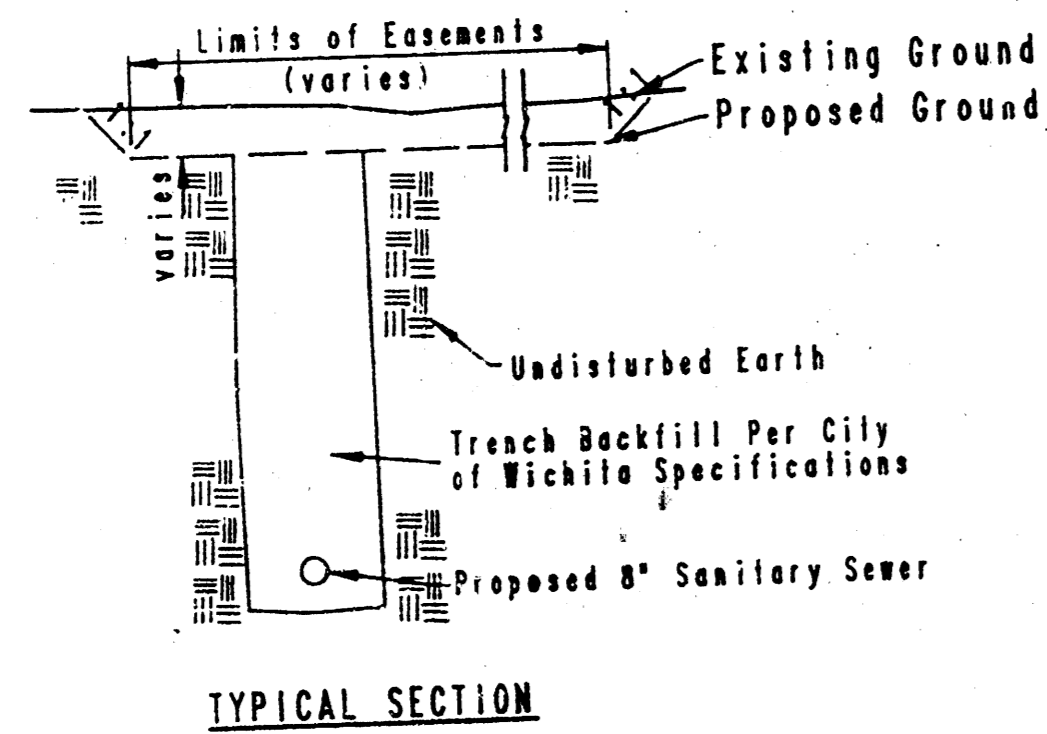 Limits of Easements
(varies)
Existing Ground
Proposed Ground
varies
Undisturbed Earth
Trench Backfill Per City
of Wichita Specifications
Proposed 8" Sanitary Sewer
TYPICAL SECTION